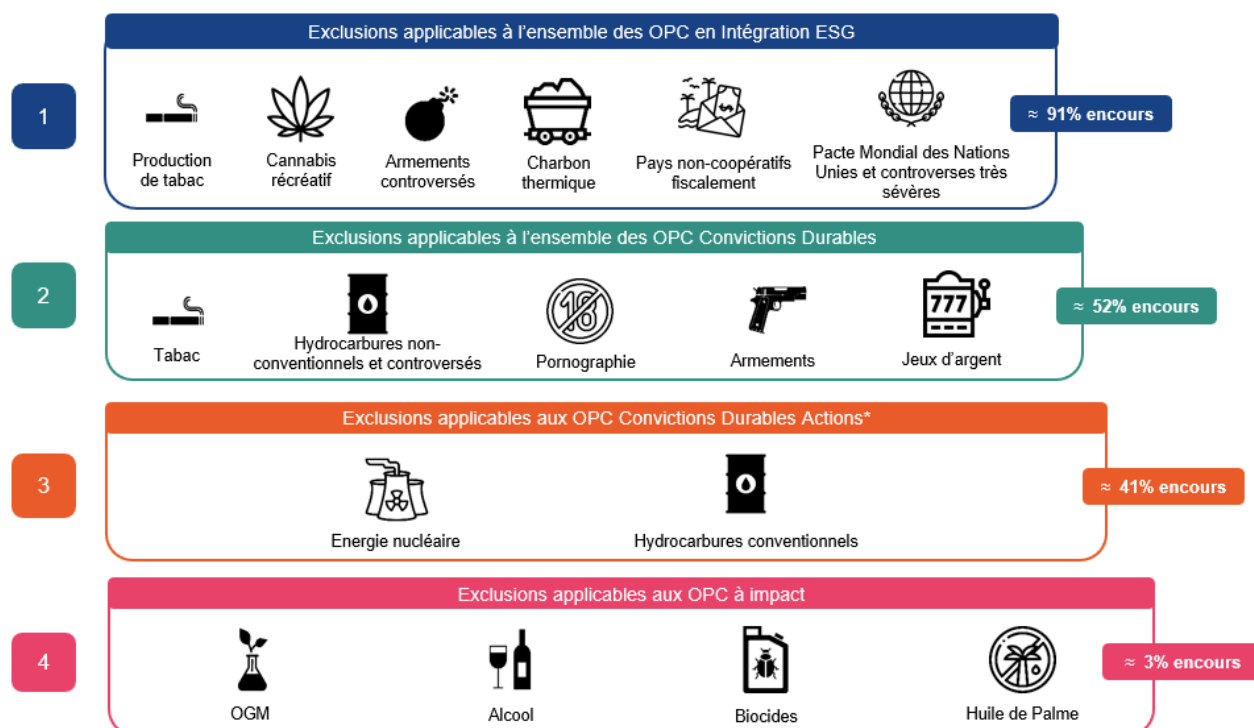 Exclusions applicables à l'ensemble des OPC en Intégration ESG
1
Production
de tabac
Cannabis
récréatif
Armements
controversés
Charbon
thermique
Pays non-coopératifs
fiscalement
Pacte Mondial des Nations
Unies et controverses très
sévères
≈ 91% encours
Exclusions applicables à l'ensemble des OPC Convictions Durables
2
Tabac
Hydrocarbures non-
conventionnels et controversés
18
Pornographie
Armements
777
Jeux d'argent
≈ 52% encours
Exclusions applicables aux OPC Convictions Durables Actions*
3
Energie nucléaire
Hydrocarbures conventionnels
≈ 41% encours
Exclusions applicables aux OPC à impact
4
OGM
Alcool
Biocides
Huile de Palme
≈ 3% encours